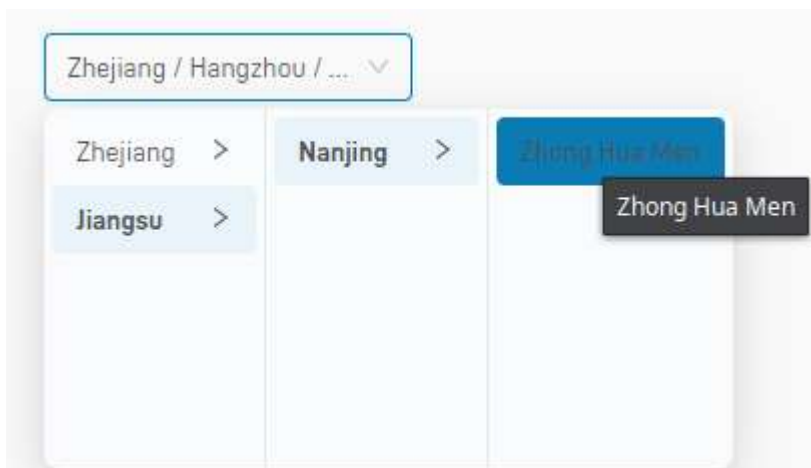 Zhejiang / Hangzhou / ...
Zhejiang >
Jiangsu >
Nanjing >
Zhong Hua Men
Zhong Hua Men